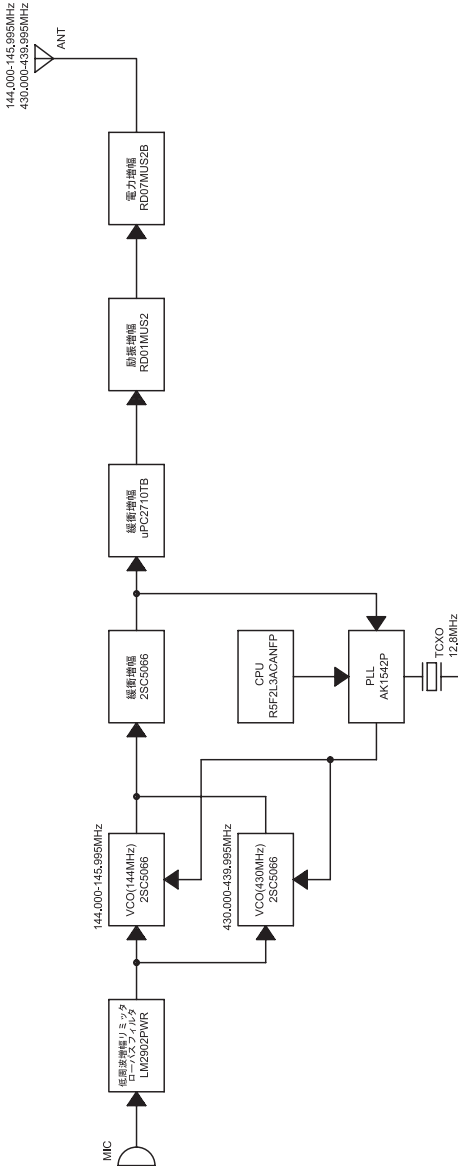 MIC
低周波増幅リミッタ
ローパスフィルタ
LM2902PWR
144.000-145.995MHz
VCO(144MHz)
2SC5066
430.000-439.995MHz
VCO(430MHz)
2SC5066
緩衝増幅
2SC5066
CPU
R5F2L3ACANFP
PLL
AK1542P
TCXO
12.8MHz
緩衝増幅
uPC2710TB
励振増幅
RD01MUS2
電力増幅
RD07MUS2B
144.000-145.995MHz
430.000-439.995MHz
ANT